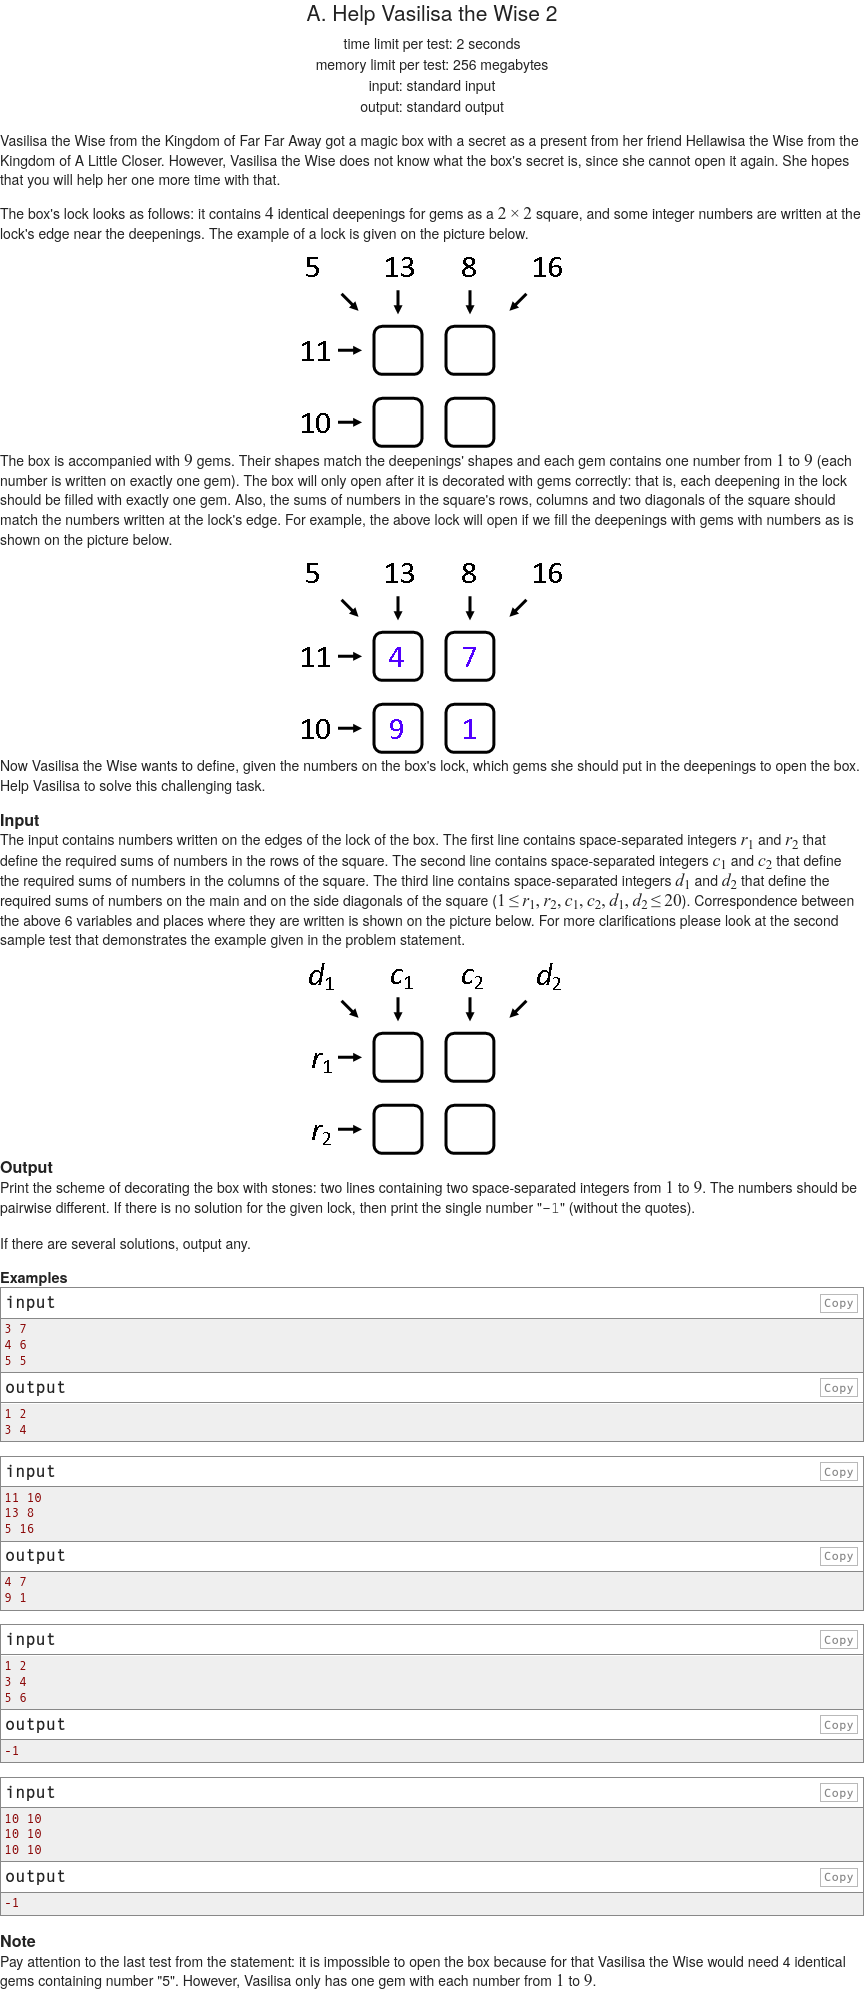 A. Help Vasilisa the Wise 2
time limit per test: 2 seconds
memory limit per test: 256 megabytes
input: standard input
output: standard output
Vasilisa the Wise from the Kingdom of Far Far Away got a magic box with a secret as a present from her friend Hellawisa the Wise from the
Kingdom of A Little Closer. However, Vasilisa the Wise does not know what the box's secret is, since she cannot open it again. She hopes
that you will help her one more time with that.
The box's lock looks as follows: it contains 4 identical deepenings for gems as a 2 × 2 square, and some integer numbers are written at the
lock's edge near the deepenings. The example of a lock is given on the picture below.
5 13 8 16
11
10
The box is accompanied with 9 gems. Their shapes match the deepenings' shapes and each gem contains one number from 1 to 9 (each
number is written on exactly one gem). The box will only open after it is decorated with gems correctly: that is, each deepening in the lock
should be filled with exactly one gem. Also, the sums of numbers in the square's rows, columns and two diagonals of the square should
match the numbers written at the lock's edge. For example, the above lock will open if we fill the deepenings with gems with numbers as is
shown on the picture below.
5 13 8 16
11 4 7
10 9 1
Now Vasilisa the Wise wants to define, given the numbers on the box's lock, which gems she should put in the deepenings to open the box.
Help Vasilisa to solve this challenging task.
Input
The input contains numbers written on the edges of the lock of the box. The first line contains space-separated integers r1 and r2 that
define the required sums of numbers in the rows of the square. The second line contains space-separated integers c1 and c2 that define
the required sums of numbers in the columns of the square. The third line contains space-separated integers d1 and d2 that define the
required sums of numbers on the main and on the side diagonals of the square (1 ≤ r1, r2, c1, c2, d1, d2 ≤ 20). Correspondence between
the above 6 variables and places where they are written is shown on the picture below. For more clarifications please look at the second
sample test that demonstrates the example given in the problem statement.
d1 c1 c2 d2
r1
r2
Output
Print the scheme of decorating the box with stones: two lines containing two space-separated integers from 1 to 9. The numbers should be
pairwise different. If there is no solution for the given lock, then print the single number "-1" (without the quotes).
If there are several solutions, output any.
Examples
input Copy
3 7
4 6
5 5
output Copy
1 2
3 4
input Copy
11 10
13 8
5 16
output Copy
4 7
9 1
input Copy
1 2
3 4
5 6
output Copy
-1
input Copy
10 10
10 10
10 10
output Copy
-1
Note
Pay attention to the last test from the statement: it is impossible to open the box because for that Vasilisa the Wise would need 4 identical
gems containing number "5". However, Vasilisa only has one gem with each number from 1 to 9.